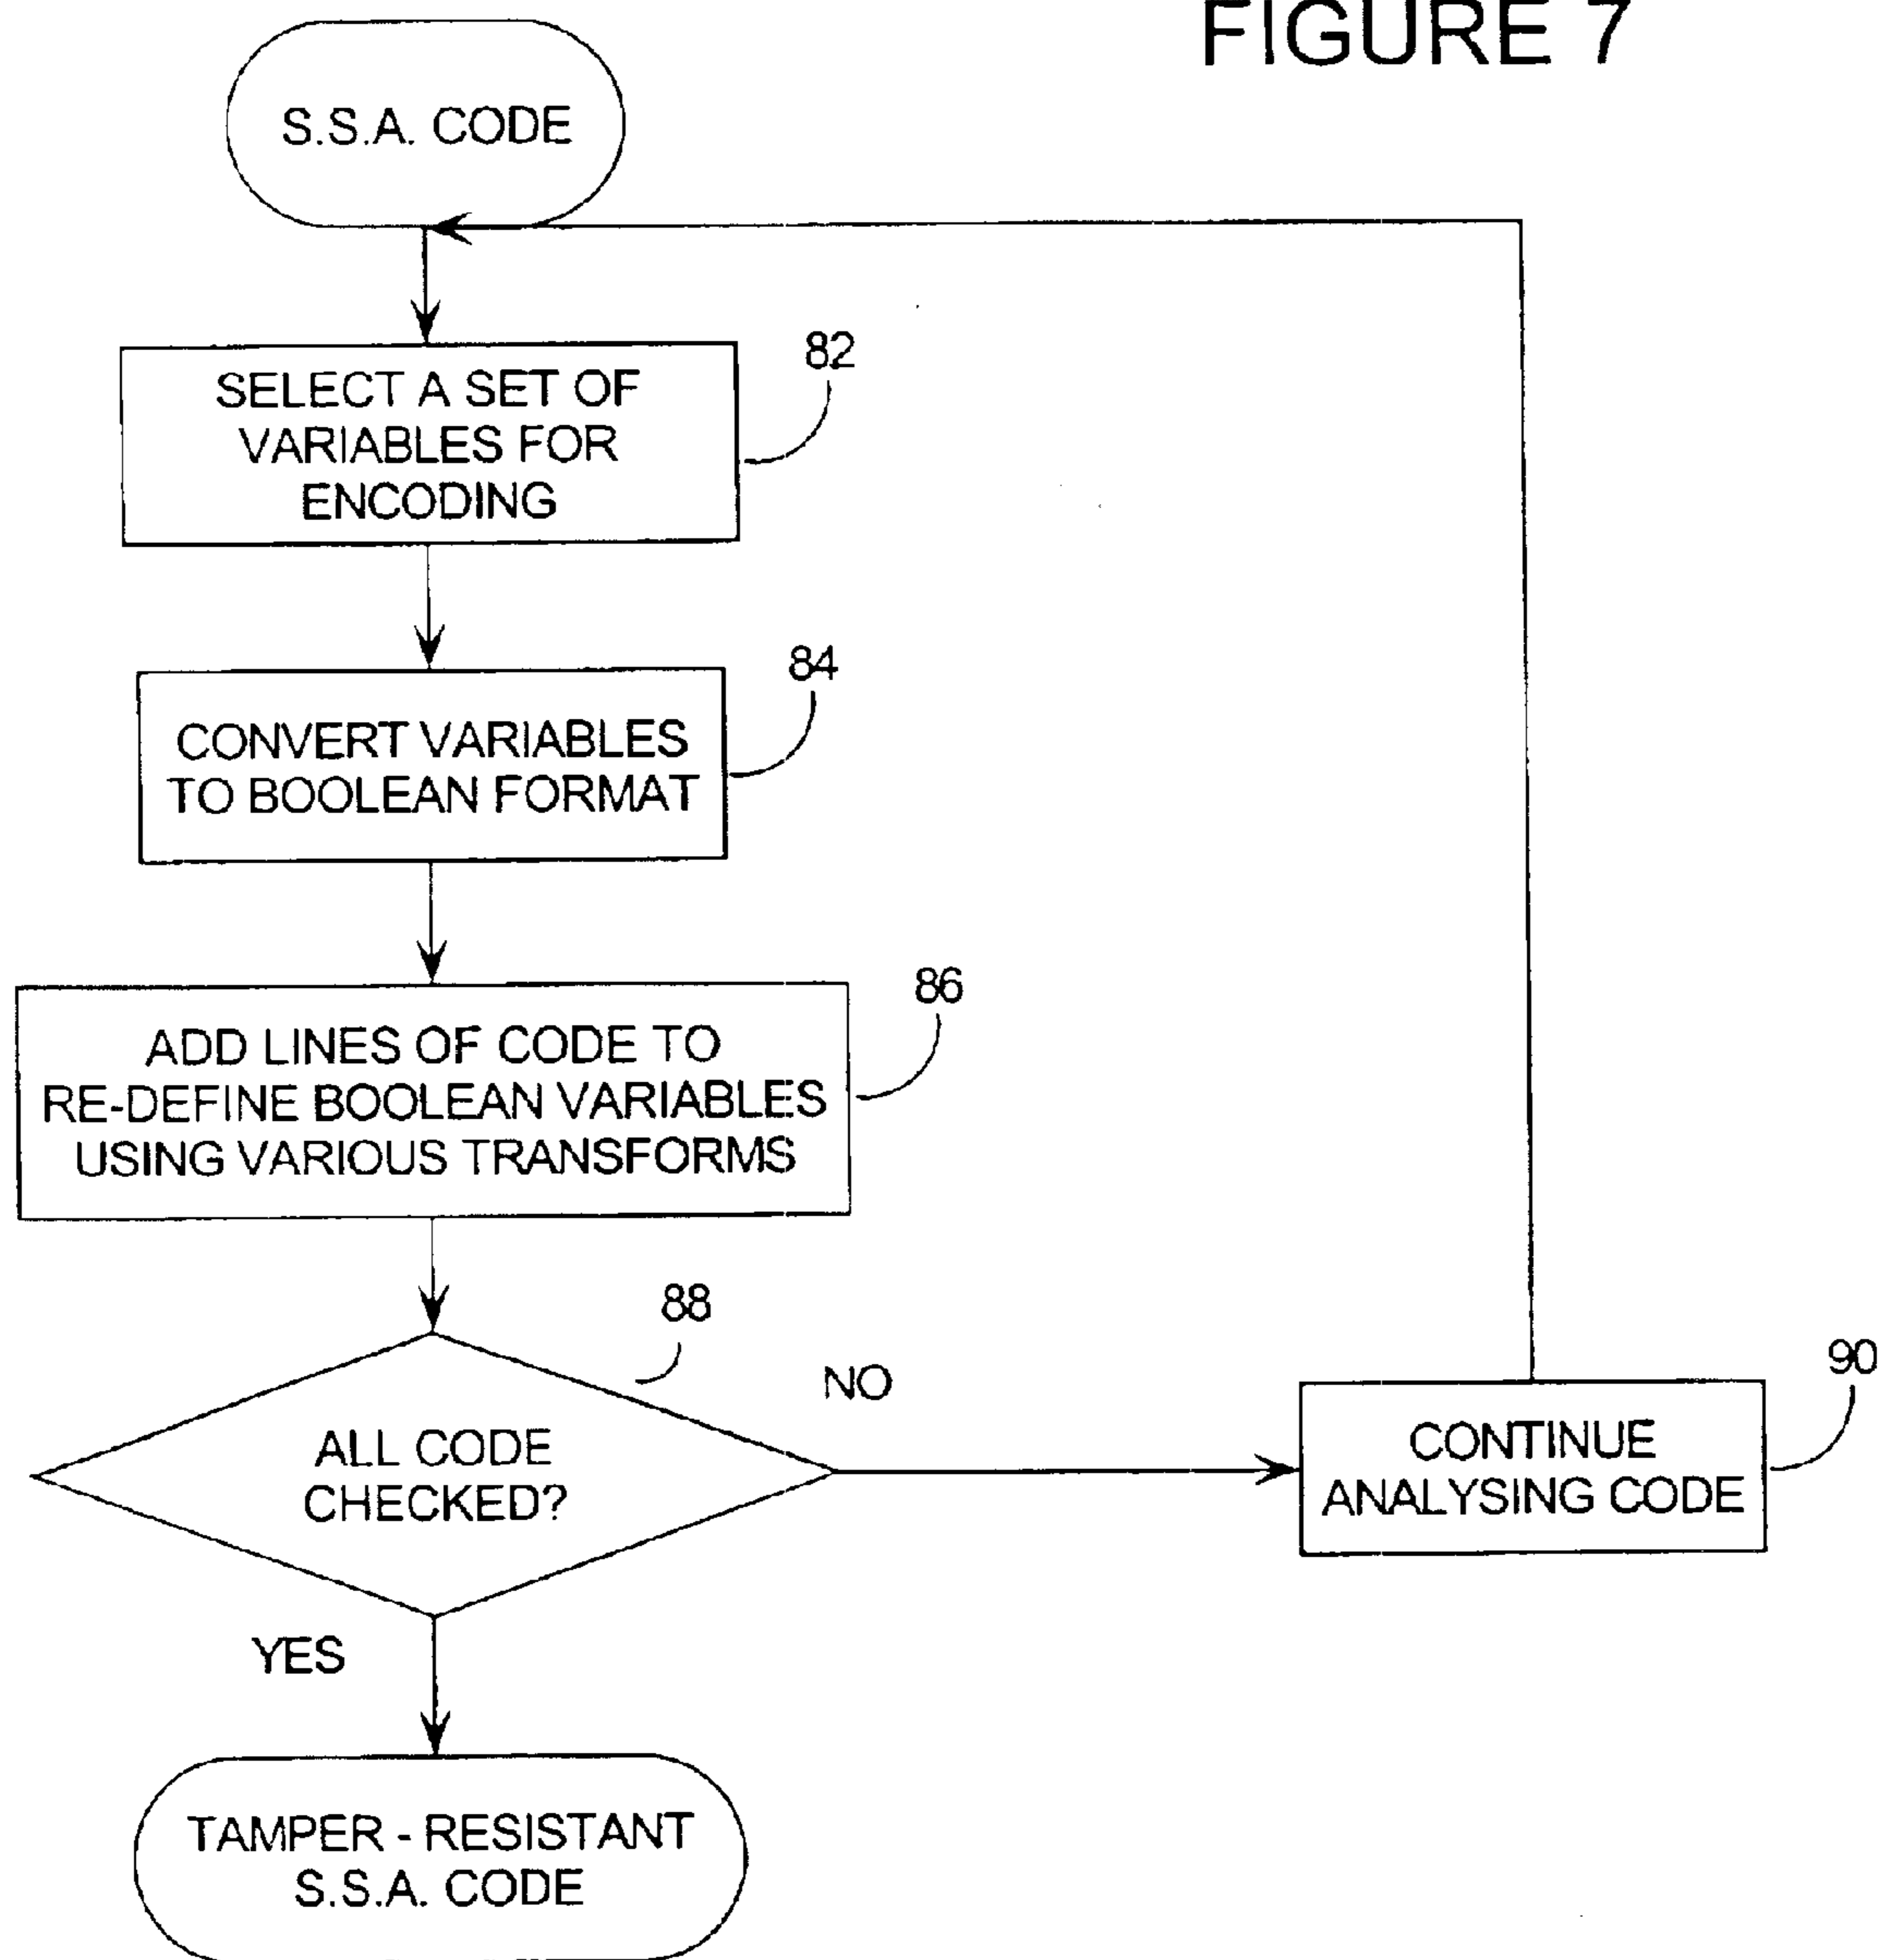 FIGURE 7
S.S.A. CODE
82
SELECT A SET OF
VARIABLES FOR
ENCODING
84
CONVERT VARIABLES
TO BOOLEAN FORMAT
86
ADD LINES OF CODE TO
RE-DEFINE BOOLEAN VARIABLES
USING VARIOUS TRANSFORMS
88
ALL CODE
CHECKED?
NO
90
CONTINUE
ANALYSING CODE
YES
TAMPER - RESISTANT
S.S.A. CODE